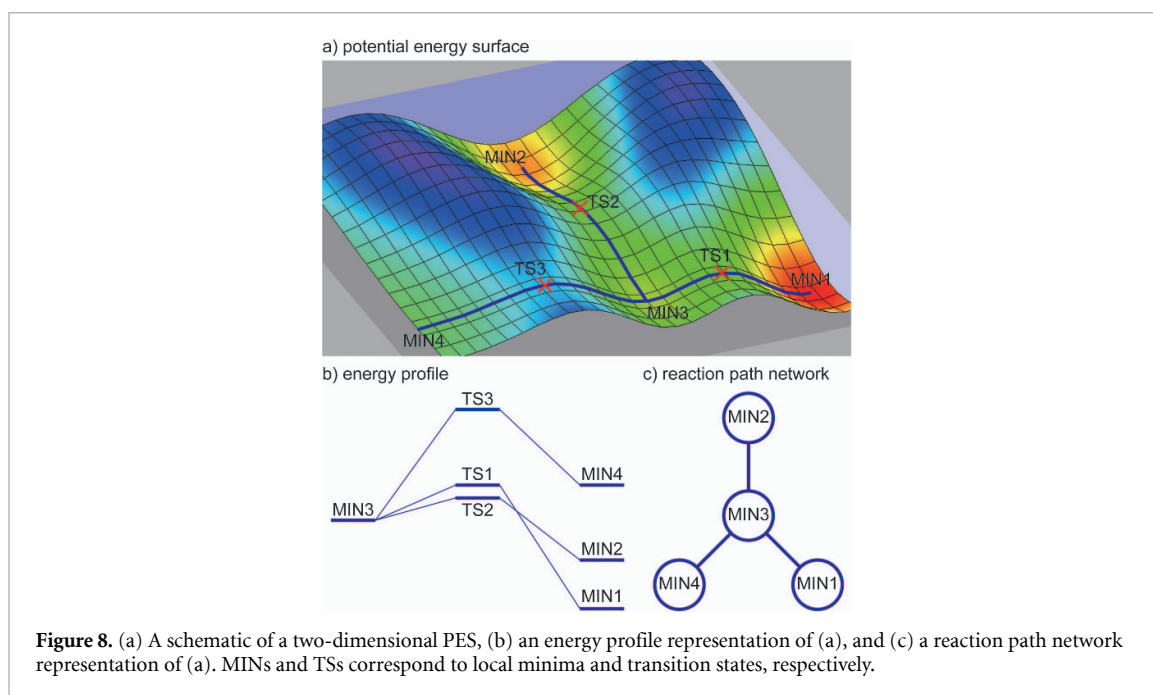 a) potential energy surface
MIN2
TS2
TS3
TS1
MIN1
MIN3
MIN4
b) energy profile
TS3
TS1
MIN4
MIN3
TS2
MIN2
MIN1
c) reaction path network
MIN2
MIN3
MIN4
MIN1
Figure 8. (a) A schematic of a two-dimensional PES, (b) an energy profile representation of (a), and (c) a reaction path network
representation of (a). MINs and TSs correspond to local minima and transition states, respectively.